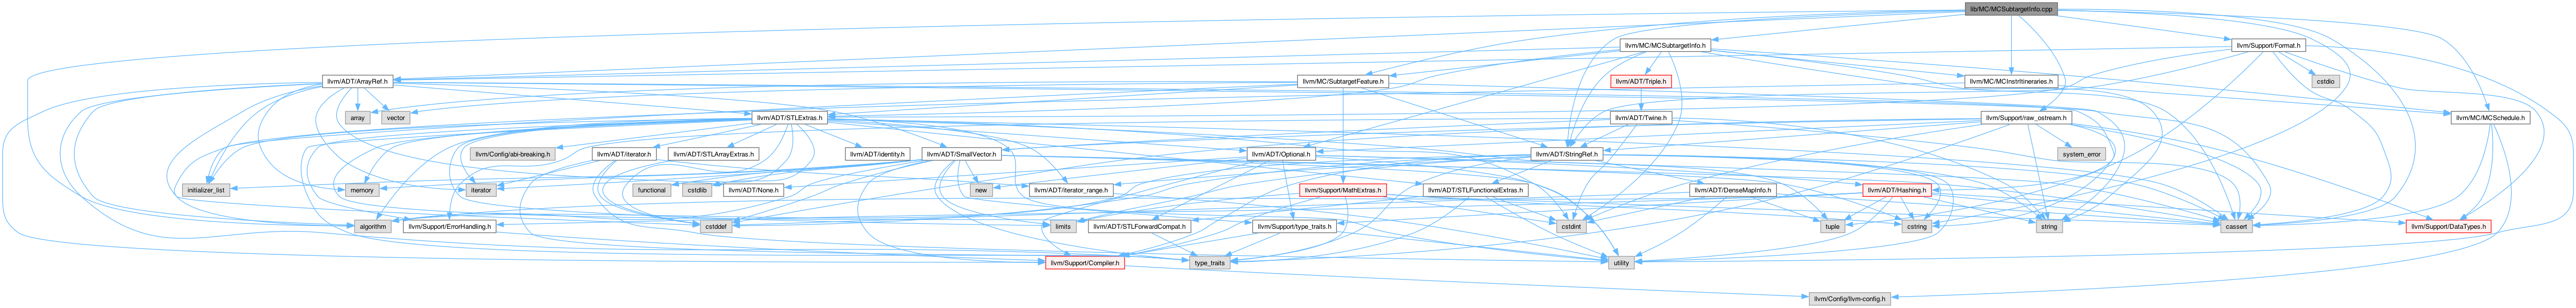 lib/MC/MCSubtargetInfo.cpp
llvm/MC/MCSubtargetInfo.h
llvm/Support/Format.h
llvm/ADT/ArrayRef.h
llvm/MC/SubtargetFeature.h
llvm/ADT/Triple.h
llvm/MC/MCInstrItineraries.h
cstdio
array
vector
llvm/ADT/STLExtras.h
llvm/ADT/Twine.h
llvm/Support/raw_ostream.h
llvm/MC/MCSchedule.h
llvm/Config/abi-breaking.h
llvm/ADT/iterator.h
llvm/ADT/STLArrayExtras.h
llvm/ADT/identity.h
llvm/ADT/SmallVector.h
llvm/ADT/Optional.h
llvm/ADT/StringRef.h
system_error
initializer_list
memory
iterator
functional
cstdlib
llvm/ADT/None.h
new
llvm/ADT/iterator_range.h
llvm/Support/MathExtras.h
llvm/ADT/STLFunctionalExtras.h
llvm/ADT/DenseMapInfo.h
llvm/ADT/Hashing.h
algorithm
llvm/Support/ErrorHandling.h
cstddef
limits
llvm/ADT/STLForwardCompat.h
llvm/Support/type_traits.h
cstdint
tuple
cstring
string
cassert
llvm/Support/DataTypes.h
llvm/Support/Compiler.h
type_traits
utility
llvm/Config/llvm-config.h